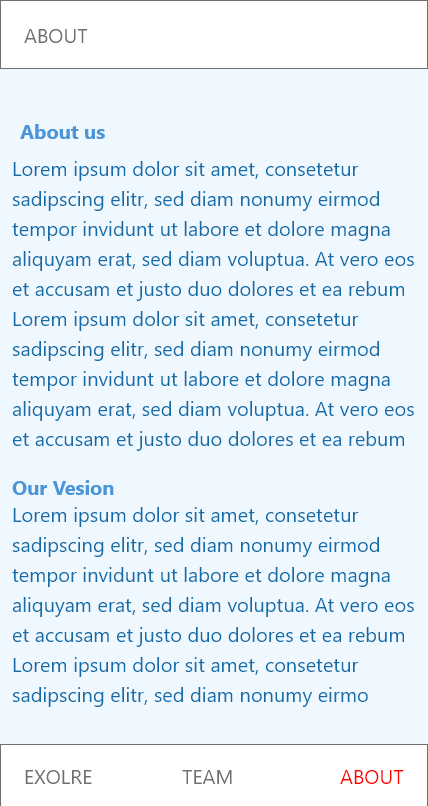 ABOUT
About us
Lorem ipsum dolor sit amet, consetetur
sadipscing elitr, sed diam nonumy eirmod
tempor invidunt ut labore et dolore magna
aliquyam erat, sed diam voluptua. At vero eos
et accusam et justo duo dolores et ea rebum
Lorem ipsum dolor sit amet, consetetur
sadipscing elitr, sed diam nonumy eirmod
tempor invidunt ut labore et dolore magna
aliquyam erat, sed diam voluptua. At vero eos
et accusam et justo duo dolores et ea rebum
Our Vesion
Lorem ipsum dolor sit amet, consetetur
sadipscing elitr, sed diam nonumy eirmod
tempor invidunt ut labore et dolore magna
aliquyam erat, sed diam voluptua. At vero eos
et accusam et justo duo dolores et ea rebum
Lorem ipsum dolor sit amet, consetetur
sadipscing elitr, sed diam nonumy eirmo
EXOLRE TEAM ABOUT